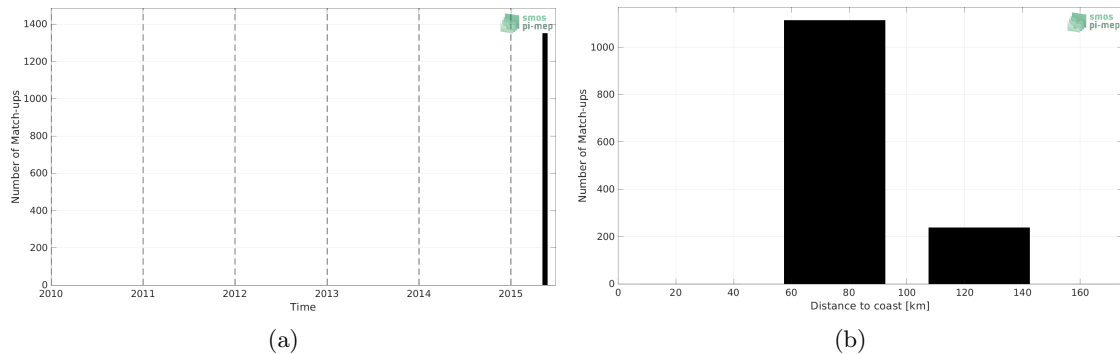 smos
pi-mep
Number of Match-ups
1400
1200
1000
800
600
400
200
0
2010 2011 2012 2013 2014 2015
Time
(a)
smos
pi-mep
Number of Match-ups
1000
800
600
400
200
0
0 20 40 60 80 100 120 140 160
Distance to coast [km]
(b)